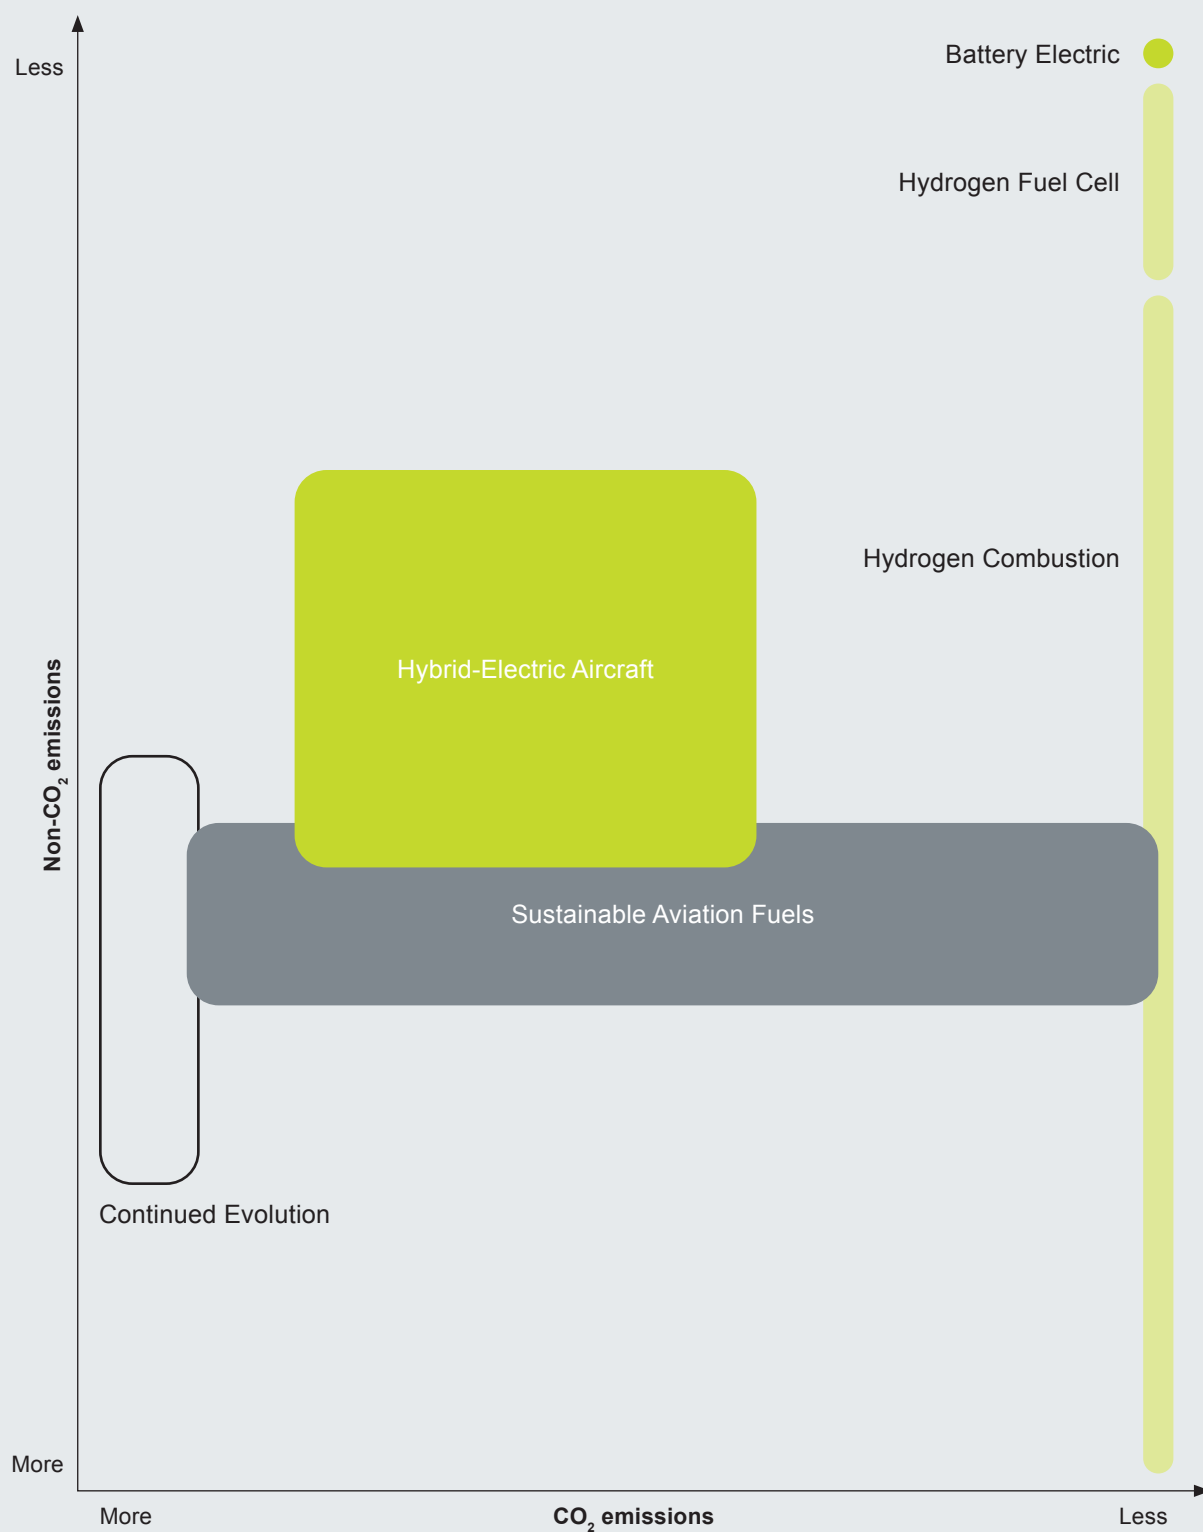 Less
Battery Electric
Hydrogen Fuel Cell
Hydrogen Combustion
Hybrid-Electric Aircraft
Non-CO₂ emissions
Sustainable Aviation Fuels
Continued Evolution
More
More
CO₂ emissions
Less